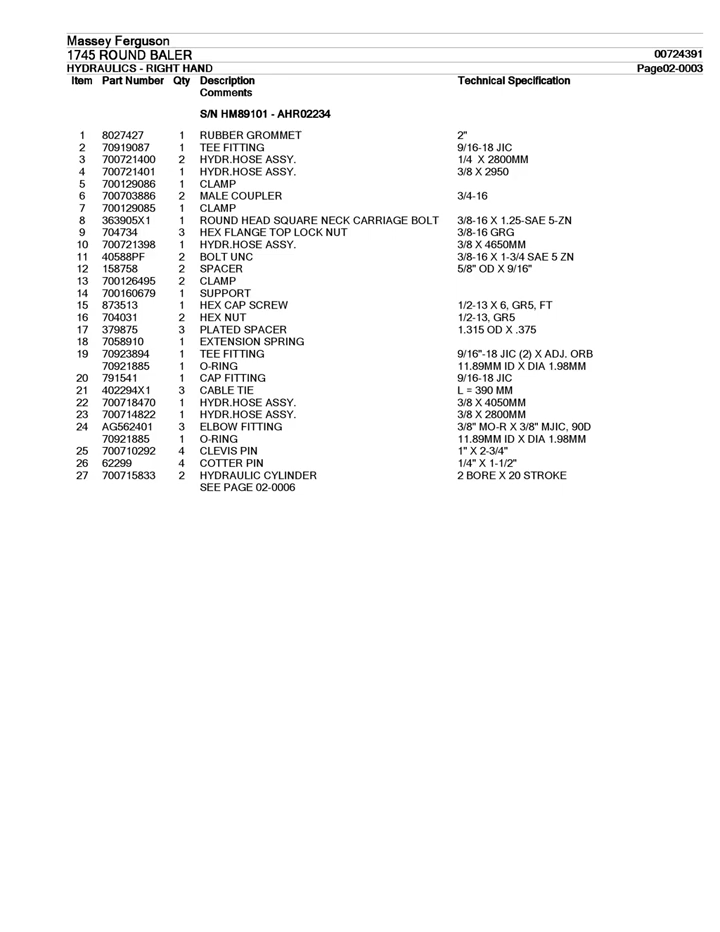 Massey Ferguson
1745 ROUND BALER 00724391
HYDRAULICS - RIGHT HAND Page02-0003
Item Part Number Qty Description Technical Specification
Comments
S/N HM89101 - AHR02234
1 8027427 1 RUBBER GROMMET 2"
2 70919087 1 TEE FITTING 9/16-18 JIC
3 700721400 2 HYDR.HOSE ASSY. 1/4 X 2800MM
4 700721401 1 HYDR.HOSE ASSY. 3/8 X 2950
5 700129086 1 CLAMP
6 700703886 2 MALE COUPLER 3/4-16
7 700129085 1 CLAMP
8 363905X1 1 ROUND HEAD SQUARE NECK CARRIAGE BOLT 3/8-16 X 1.25-SAE 5-ZN
9 704734 3 HEX FLANGE TOP LOCK NUT 3/8-16 GRG
10 700721398 1 HYDR.HOSE ASSY. 3/8 X 4650MM
11 40588PF 2 BOLT UNC 3/8-16 X 1-3/4 SAE 5 ZN
12 158758 2 SPACER 5/8" OD X 9/16"
13 700126495 2 CLAMP
14 700160679 1 SUPPORT
15 873513 1 HEX CAP SCREW 1/2-13 X 6, GR5, FT
16 704031 2 HEX NUT 1/2-13, GR5
17 379875 3 PLATED SPACER 1.315 OD X .375
18 7058910 1 EXTENSION SPRING
19 70923894 1 TEE FITTING 9/16"-18 JIC (2) X ADJ. ORB
70921885 1 O-RING 11.89MM ID X DIA 1.98MM
20 791541 1 CAP FITTING 9/16-18 JIC
21 402294X1 3 CABLE TIE L = 390 MM
22 700718470 1 HYDR.HOSE ASSY. 3/8 X 4050MM
23 700714822 1 HYDR.HOSE ASSY. 3/8 X 2800MM
24 AG562401 3 ELBOW FITTING 3/8" MO-R X 3/8" MJIC, 90D
70921885 1 O-RING 11.89MM ID X DIA 1.98MM
25 700710292 4 CLEVIS PIN 1" X 2-3/4"
26 62299 4 COTTER PIN 1/4" X 1-1/2"
27 700715833 2 HYDRAULIC CYLINDER 2 BORE X 20 STROKE
SEE PAGE 02-0006